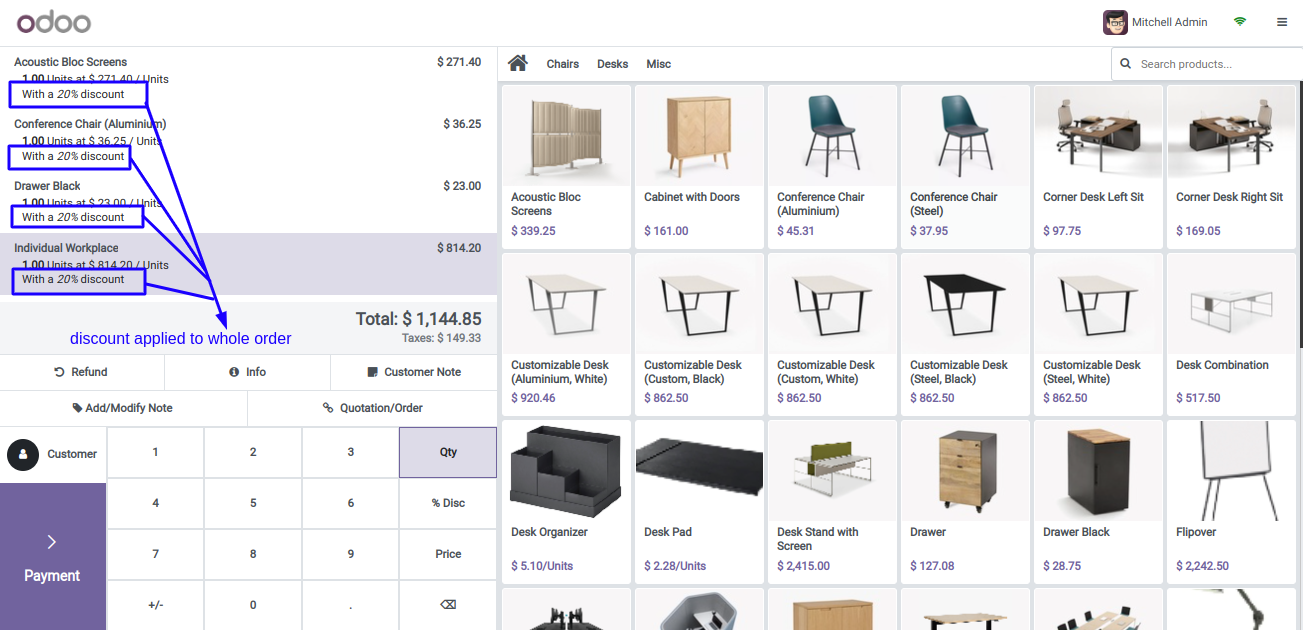 odoo
Mitchell Admin
Acoustic Bloc Screens $ 271.40
1.00 Units at $ 271.40 / Units
With a 20% discount
Conference Chair (Aluminium) $ 36.25
1.00 Units at $ 36.25 / Units
With a 20% discount
Drawer Black $ 23.00
1.00 Units at $ 23.00 / Units
With a 20% discount
Individual Workplace $ 814.20
1.00 Units at $ 814.20 / Units
With a 20% discount
Total: $ 1,144.85
discount applied to whole order
Taxes: $ 149.33
Refund Info Customer Note
Add/Modify Note Quotation/Order
Customer
1 2 3 Qty
4 5 6 % Disc
7 8 9 Price
+/- 0 .
Payment
Chairs Desks Misc
Search products...
Acoustic Bloc
Screens
$ 339.25
Cabinet with Doors
$ 161.00
Conference Chair
(Aluminium)
$ 45.31
Conference Chair
(Steel)
$ 37.95
Corner Desk Left Sit
$ 97.75
Corner Desk Right Sit
$ 169.05
Customizable Desk
(Aluminium, White)
$ 920.46
Customizable Desk
(Custom, Black)
$ 862.50
Customizable Desk
(Custom, White)
$ 862.50
Customizable Desk
(Steel, Black)
$ 862.50
Customizable Desk
(Steel, White)
$ 862.50
Desk Combination
$ 517.50
Desk Organizer
$ 5.10/Units
Desk Pad
$ 2.28/Units
Desk Stand with
Screen
$ 2,415.00
Drawer
$ 127.08
Drawer Black
$ 28.75
Flipover
$ 2,242.50